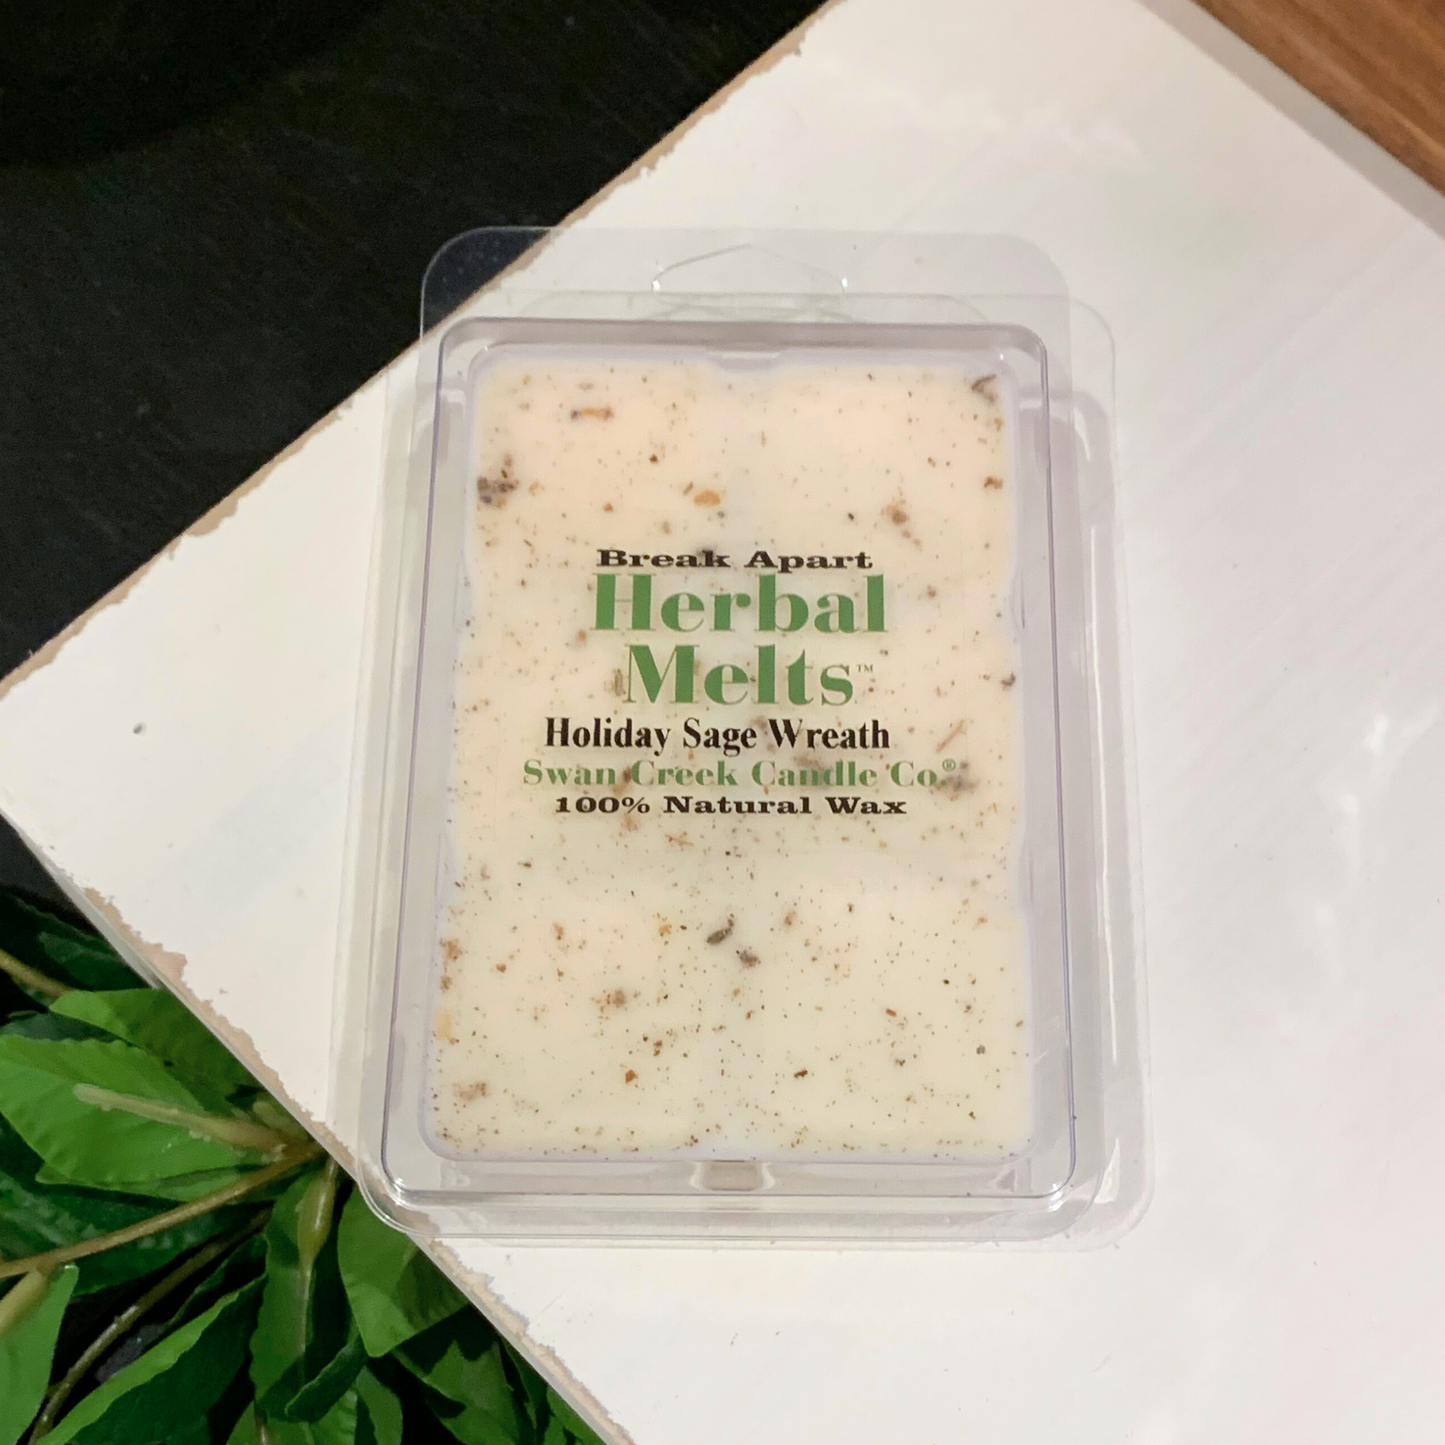 Break Apart
Herbal
Melts™
Holiday Sage Wreath
Swan Creek Candle Co.®
100% Natural Wax